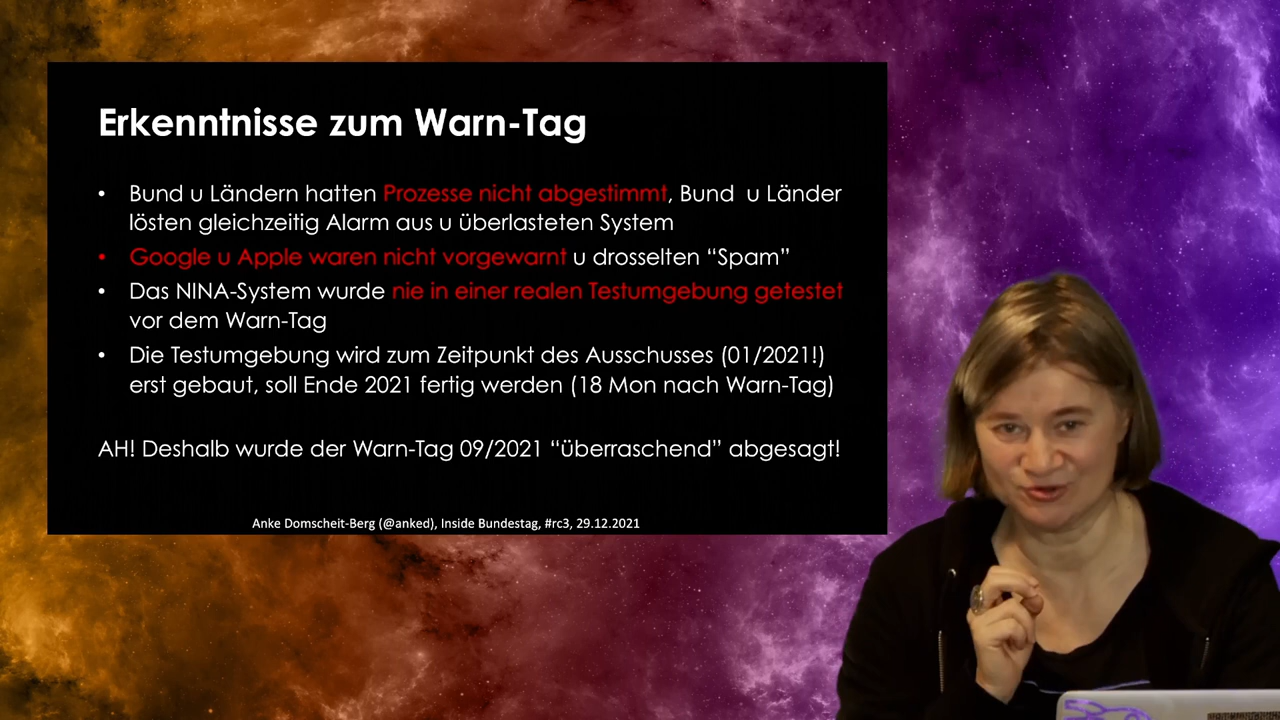 Erkenntnisse zum Warn-Tag
• Bund u Ländern hatten Prozesse nicht abgestimmt, Bund u Länder
lösten gleichzeitig Alarm aus u überlasteten System
• Google u Apple waren nicht vorgewarnt u drosselten “Spam”
• Das NINA-System wurde nie in einer realen Testumgebung getestet
vor dem Warn-Tag
• Die Testumgebung wird zum Zeitpunkt des Ausschusses (01/2021!)
erst gebaut, soll Ende 2021 fertig werden (18 Mon nach Warn-Tag)
AH! Deshalb wurde der Warn-Tag 09/2021 “überraschend” abgesagt!
Anke Domscheit-Berg (@anked), Inside Bundestag, #rc3, 29.12.2021